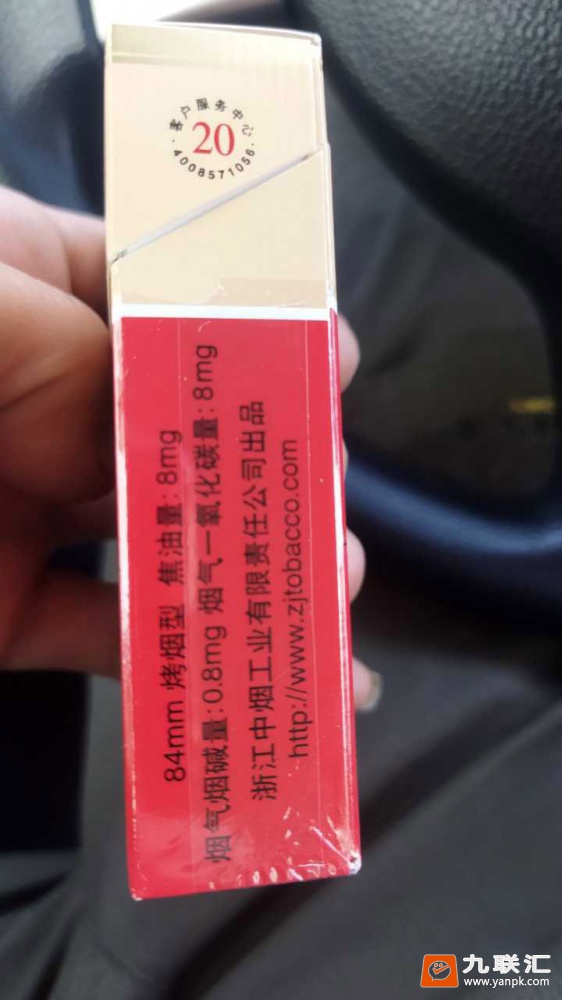 ·客户服务中心·
20
4008571056
84mm 烤烟型 焦油量：8mg
烟气烟碱量：0.8mg 烟气一氧化碳量：8mg
浙江中烟工业有限责任公司出品
http://www.zjtobacco.com
九联汇
www.yanpk.com